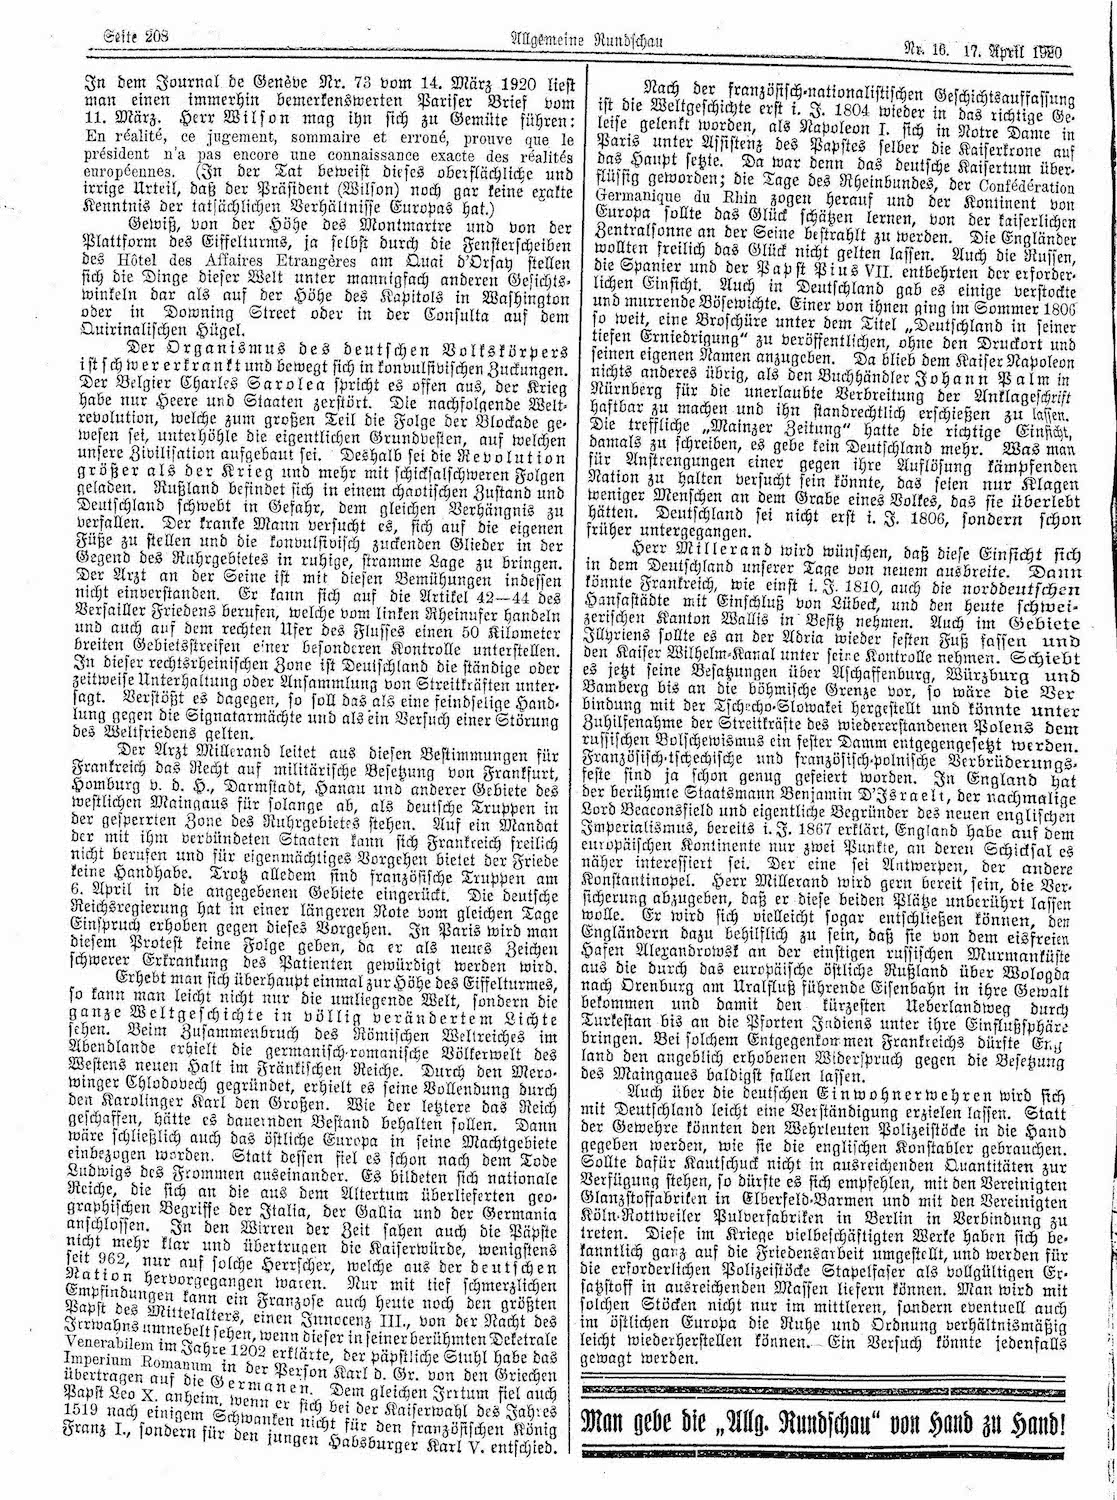 Seite 208
Allgemeine Rundschau
Nr. 16. 17. April 1920
In dem Journal de Genêve Nr. 73 vom 14. März 1920 liest
man einen immerhin bemerkenswerten Pariser Brief vom
11. März. Herr Wilson mag ihn sich zu Gemüte führen:
En réalité, ce jugement, sommaire et erroné, prouve que le
président n'a pas encore une connaissance exacte des réalités
européennes. (In der Tat beweist dieses oberflächliche und
irrige Urteil, daß der Präsident (Wilson) noch gar keine exakte
Kenntnis der tatsächlichen Verhältnisse Europas hat.)
Gewiß, von der Höhe des Montmartre und von der
Plattform des Eiffelturms, ja selbst durch die Fensterscheiben
des Hôtel des Affaires Etrangères am Quai d'Orsay stellen
sich die Dinge dieser Welt unter mannigfach anderen Gesichts-
winkeln dar als auf der Höhe des Kapitols in Washington
oder in Downing Street oder in der Consulta auf dem
Quirinalischen Hügel.
Der Organismus des deutschen Volkskörpers
ist schwer erkrankt und bewegt sich in konvulsivischen Zuckungen.
Der Belgier Charles Sarolea spricht es offen aus, der Krieg
habe nur Heere und Staaten zerstört. Die nachfolgende Welt-
revolution, welche zum großen Teil die Folge der Blockade ge-
wesen sei, unterhöhle die eigentlichen Grundvesten, auf welchen
unsere Zivilisation aufgebaut sei. Deshalb sei die Revolution
größer als der Krieg und mehr mit schicksalschweren Folgen
geladen. Rußland befindet sich in einem chaotischen Zustand und
Deutschland schwebt in Gefahr, dem gleichen Verhängnis zu
verfallen. Der kranke Mann versucht es, sich auf die eigenen
Füße zu stellen und die konvulsivisch zuckenden Glieder in der
Gegend des Ruhrgebietes in ruhige, stramme Lage zu bringen.
Der Arzt an der Seine ist mit diesen Bemühungen indessen
nicht einverstanden. Er kann sich auf die Artikel 42—44 des
Versailler Friedens berufen, welche vom linken Rheinufer handeln
und auch auf dem rechten Ufer des Flusses einen 50 Kilometer
breiten Gebietsstreifen einer besonderen Kontrolle unterstellen.
In dieser rechtsrheinischen Zone ist Deutschland die ständige oder
zeitweise Unterhaltung oder Ansammlung von Streitkräften unter-
sagt. Verstößt es dagegen, so soll das als eine feindselige Hand-
lung gegen die Signatarmächte und als ein Versuch einer Störung
des Weltfriedens gelten.
Der Arzt Millerand leitet aus diesen Bestimmungen für
Frankreich das Recht auf militärische Besetzung von Frankfurt,
Homburg v. d. H., Darmstadt, Hanau und anderer Gebiete des
westlichen Maingaus für solange ab, als deutsche Truppen in
der gesperrten Zone des Ruhrgebietes stehen. Auf ein Mandat
der mit ihm verbündeten Staaten kann sich Frankreich freilich
nicht berufen und für eigenmächtiges Vorgehen bietet der Friede
keine Handhabe. Trotz alledem sind französische Truppen am
6. April in die angegebenen Gebiete eingerückt. Die deutsche
Reichsregierung hat in einer längeren Note vom gleichen Tage
Einspruch erhoben gegen dieses Vorgehen. In Paris wird man
diesem Protest keine Folge geben, da er als neues Zeichen
schwerer Erkrankung des Patienten gewürdigt werden wird.
Erhebt man sich überhaupt einmal zur Höhe des Eiffelturmes,
so kann man leicht nicht nur die umliegende Welt, sondern die
ganze Weltgeschichte in völlig verändertem Lichte
sehen. Beim Zusammenbruch des Römischen Weltreiches im
Abendlande erhielt die germanisch-romanische Völkerwelt des
Westens neuen Halt im Fränkischen Reiche. Durch den Mero-
winger Chlodovech gegründet, erhielt es seine Vollendung durch
den Karolinger Karl den Großen. Wie der letztere das Reich
geschaffen, hätte es dauernden Bestand behalten sollen. Dann
wäre schließlich auch das östliche Europa in seine Machtgebiete
einbezogen worden. Statt dessen fiel es schon nach dem Tode
Ludwigs des Frommen auseinander. Es bildeten sich nationale
Reiche, die sich an die aus dem Altertum überlieferten geo-
graphischen Begriffe der Italia, der Gallia und der Germania
anschlossen. In den Wirren der Zeit sahen auch die Päpste
nicht mehr klar und übertrugen die Kaiserwürde, wenigstens
seit 962, nur auf solche Herrscher, welche aus der deutschen
Nation hervorgegangen waren. Nur mit tief schmerzlichen
Empfindungen kann ein Franzose auch heute noch den größten
Papst des Mittelalters, einen Innocenz III., von der Nacht des
Irrwahns umnebelt sehen, wenn dieser in seiner berühmten Dekretrale
Venerabilem im Jahre 1202 erklärte, der päpstliche Stuhl habe das
Imperium Romanum in der Person Karl d. Gr. von den Griechen
übertragen auf die Germanen. Dem gleichen Irrtum fiel auch
Papst Leo X. anheim, wenn er sich bei der Kaiserwahl des Jahres
1519 nach einigem Schwanken nicht für den französischen König
Franz I., sondern für den jungen Habsburger Karl V. entschied.
Nach der französisch-nationalistischen Geschichtsauffassung
ist die Weltgeschichte erst i. J. 1804 wieder in das richtige Ge-
leise gelenkt worden, als Napoleon I. sich in Notre Dame in
Paris unter Assistenz des Papstes selber die Kaiserkrone auf
das Haupt setzte. Da war denn das deutsche Kaisertum über-
flüssig geworden; die Tage des Rheinbundes, der Confédération
Germanique du Rhin zogen herauf und der Kontinent von
Europa sollte das Glück schätzen lernen, von der kaiserlichen
Zentralsonne an der Seine bestrahlt zu werden. Die Engländer
wollten freilich das Glück nicht gelten lassen. Auch die Russen,
die Spanier und der Papst Pius VII. entbehrten der erforder-
lichen Einsicht. Auch in Deutschland gab es einige verstockte
und murrende Bösewichte. Einer von ihnen ging im Sommer 1806
so weit, eine Broschüre unter dem Titel „Deutschland in seiner
tiefen Erniedrigung“ zu veröffentlichen, ohne den Druckort und
seinen eigenen Namen anzugeben. Da blieb dem Kaiser Napoleon
nichts anderes übrig, als den Buchhändler Johann Palm in
Nürnberg für die unerlaubte Verbreitung der Anklageschrift
haftbar zu machen und ihn standrechtlich erschießen zu lassen.
Die treffliche „Mainzer Zeitung“ hatte die richtige Einsicht,
damals zu schreiben, es gebe kein Deutschland mehr. Was man
für Anstrengungen einer gegen ihre Auflösung kämpfenden
Nation zu halten versucht sein könnte, das seien nur Klagen
weniger Menschen an dem Grabe eines Volkes, das sie überlebt
hätten. Deutschland sei nicht erst i. J. 1806, sondern schon
früher untergegangen.
Herr Millerand wird wünschen, daß diese Einsicht sich
in dem Deutschland unserer Tage von neuem ausbreite. Dann
könnte Frankreich, wie einst i. J. 1810, auch die norddeutschen
Hansastädte mit Einschluß von Lübeck, und den heute schwei-
zerischen Kanton Wallis in Besitz nehmen. Auch im Gebiete
Illyriens sollte es an der Adria wieder festen Fuß fassen und
den Kaiser Wilhelm-Kanal unter seine Kontrolle nehmen. Schiebt
es jetzt seine Besatzungen über Aschaffenburg, Würzburg und
Bamberg bis an die böhmische Grenze vor, so wäre die Ver
bindung mit der Tschecho-Slowakei hergestellt und könnte unter
Zuhilfenahme der Streitkräfte des wiedererstandenen Polens dem
russischen Bolschewismus ein fester Damm entgegengesetzt werden.
Französisch-tschechische und französisch-polnische Verbrüderungs-
feste sind ja schon genug gefeiert worden. In England hat
der berühmte Staatsmann Benjamin D'Israeli, der nachmalige
Lord Beaconsfield und eigentliche Begründer des neuen englischen
Imperialismus, bereits i. J. 1867 erklärt, England habe auf dem
europäischen Kontinente nur zwei Punkte, an deren Schicksal es
näher interessiert sei. Der eine sei Antwerpen, der andere
Konstantinopel. Herr Millerand wird gern bereit sein, die Ver-
sicherung abzugeben, daß er diese beiden Plätze unberührt lassen
wolle. Er wird sich vielleicht sogar entschließen können, den
Engländern dazu behilflich zu sein, daß sie von dem eisfreien
Hafen Alexandrowsk an der einstigen russischen Murmanküste
aus die durch das europäische östliche Rußland über Wologda
nach Orenburg am Uralfluß führende Eisenbahn in ihre Gewalt
bekommen und damit den kürzesten Ueberlandweg durch
Turkestan bis an die Pforten Indiens unter ihre Einflußsphäre
bringen. Bei solchem Entgegenkommen Frankreichs dürfte Eng
land den angeblich erhobenen Widerspruch gegen die Besetzung
des Maingaues baldigst fallen lassen.
Auch über die deutschen Einwohnerwehren wird sich
mit Deutschland leicht eine Verständigung erzielen lassen. Statt
der Gewehre könnten den Wehrleuten Polizeistöcke in die Hand
gegeben werden, wie sie die englischen Konstabler gebrauchen.
Sollte dafür Kautschuck nicht in ausreichenden Quantitäten zur
Verfügung stehen, so dürfte es sich empfehlen, mit den Vereinigten
Glanzstoffabriken in Elberfeld-Barmen und mit den Vereinigten
Köln-Rottweiler Pulverfabriken in Berlin in Verbindung zu
treten. Diese im Kriege vielbeschäftigten Werke haben sich be-
kanntlich ganz auf die Friedensarbeit umgestellt, und werden für
die erforderlichen Polizeistöcke Stapelfaser als vollgültigen Er-
satzstoff in ausreichenden Massen liefern können. Man wird mit
solchen Stöcken nicht nur im mittleren, sondern eventuell auch
im östlichen Europa die Ruhe und Ordnung verhältnismäßig
leicht wiederherstellen können. Ein Versuch könnte jedenfalls
gewagt werden.
Man gebe die „Allg. Rundschau“ von Hand zu Hand!